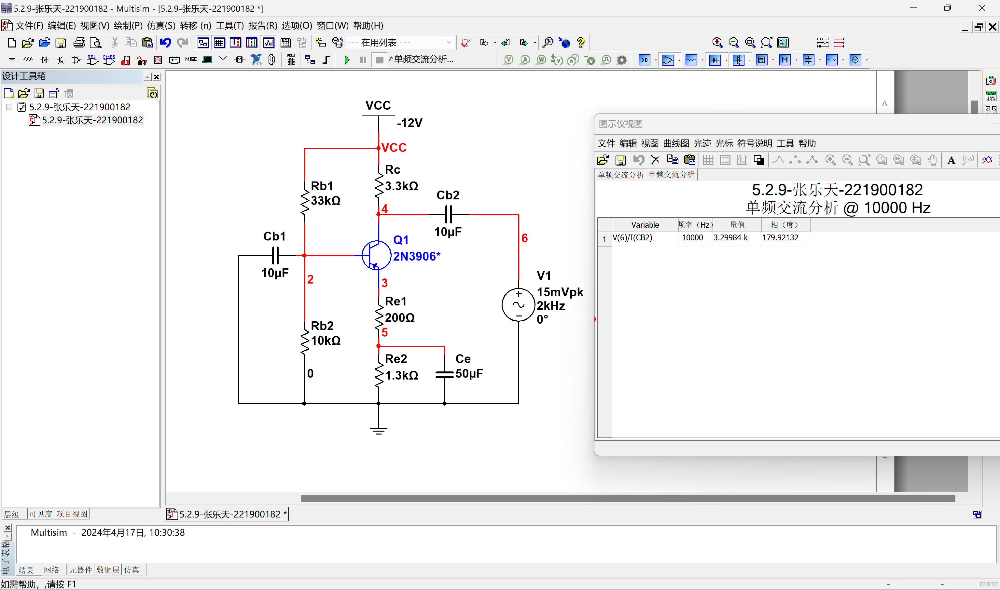 5.2.9-张乐天-221900182 - Multisim - [5.2.9-张乐天-221900182 *]
文件(F) 编辑(E) 视图(V) 绘制(P) 仿真(S) 转移 (n) 工具(T) 报告(R) 选项(O) 窗口(W) 帮助(H)
--- 在用列表 ---
TTL CMOS MISC 单频交流分析...
设计工具箱
5.2.9-张乐天-221900182
5.2.9-张乐天-221900182
VCC
-12V
VCC
Rc
3.3kΩ
Rb1
33kΩ
Cb2
10µF
4
6
Cb1
10µF
Q1
2N3906*
2
3
V1
15mVpk
2kHz
0°
Re1
200Ω
5
Rb2
10kΩ
Re2
1.3kΩ
Ce
50µF
0
A
图示仪视图
文件 编辑 视图 曲线图 光迹 光标 符号说明 工具 帮助
单频交流分析 单频交流分析
5.2.9-张乐天-221900182
单频交流分析 @ 10000 Hz
Variable 频率（Hz） 量值 相（度）
1 V(6)/I(CB2) 10000 3.29984 k 179.92132
层级 可见度 项目视图
5.2.9-张乐天-221900182 *
Multisim - 2024年4月17日, 10:30:38
电子表格
结果 网络 元器件 敷铜层 仿真
如需帮助，,请按 F1
- -